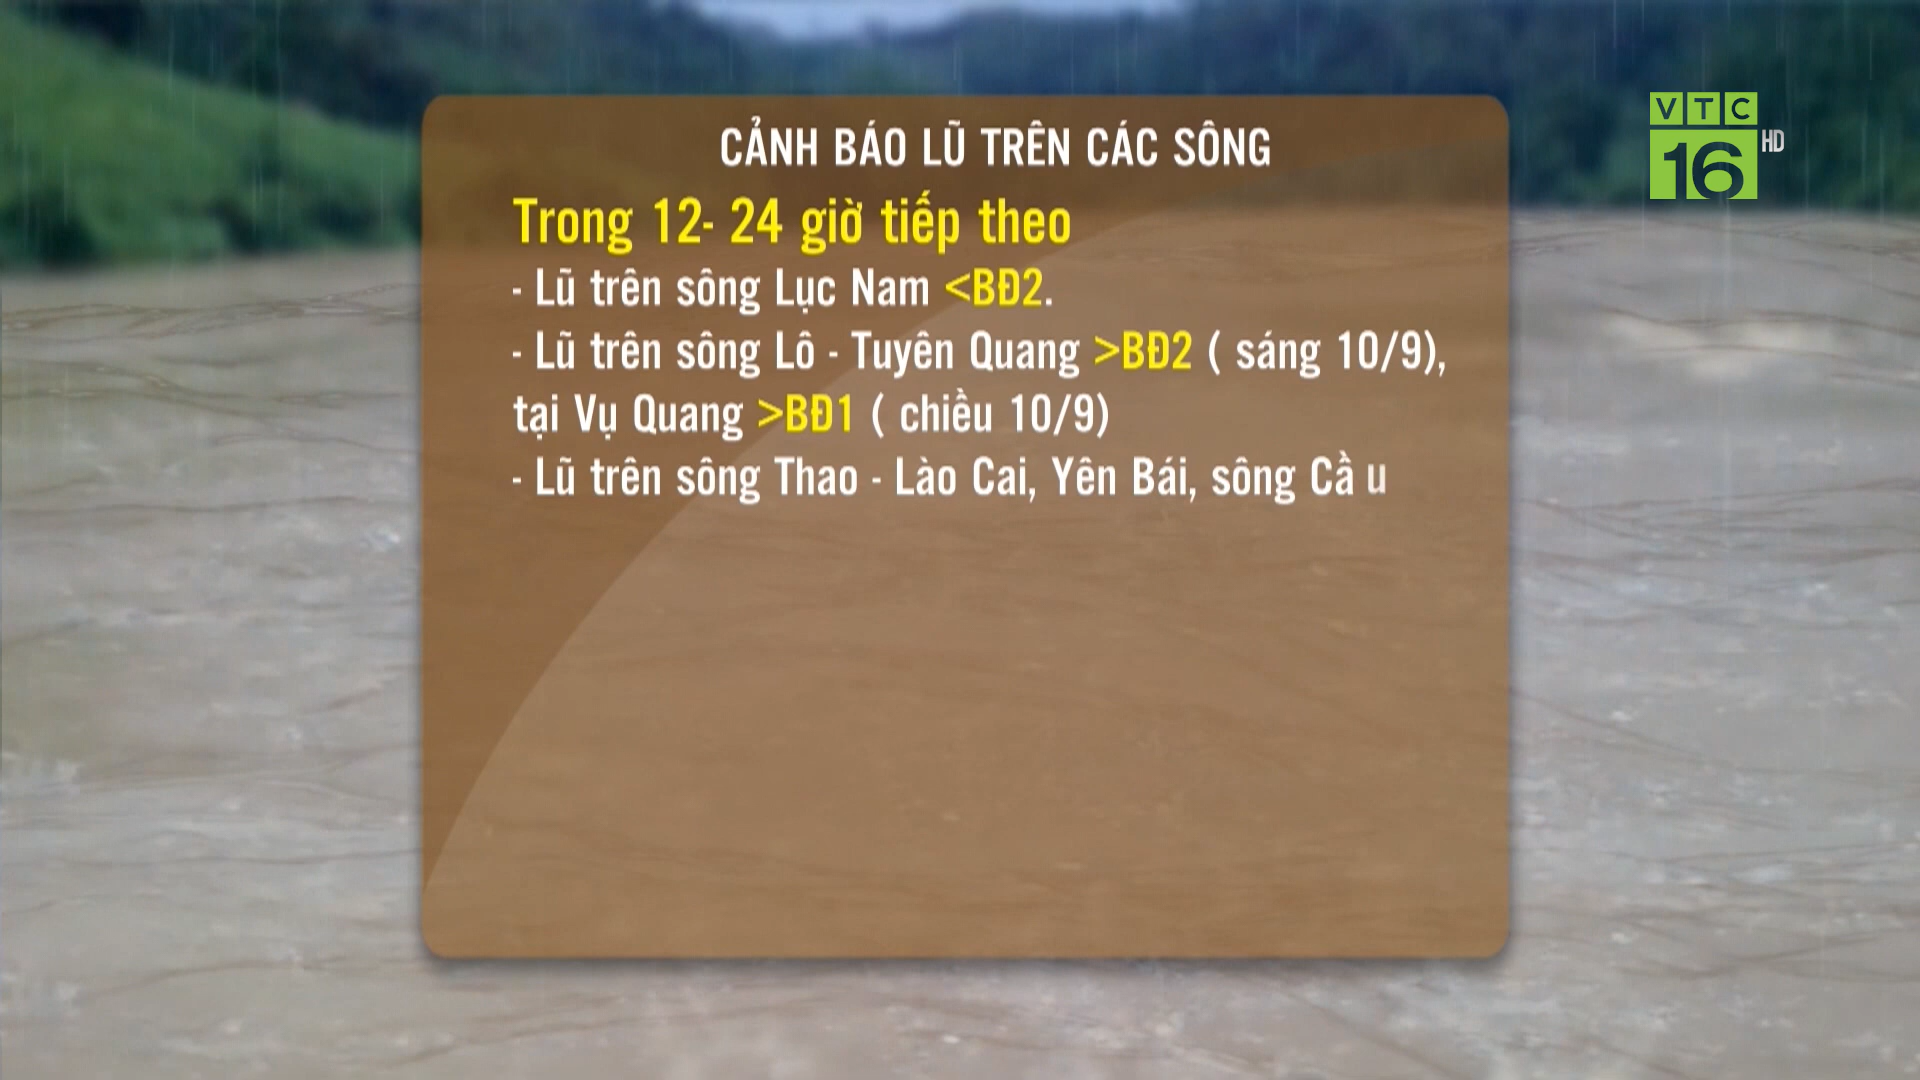 VTC
16 HD
CẢNH BÁO LŨ TRÊN CÁC SÔNG
Trong 12- 24 giờ tiếp theo
- Lũ trên sông Lục Nam <BĐ2.
- Lũ trên sông Lô - Tuyên Quang >BĐ2 ( sáng 10/9),
tại Vụ Quang >BĐ1 ( chiều 10/9)
- Lũ trên sông Thao - Lào Cai, Yên Bái, sông Cầu